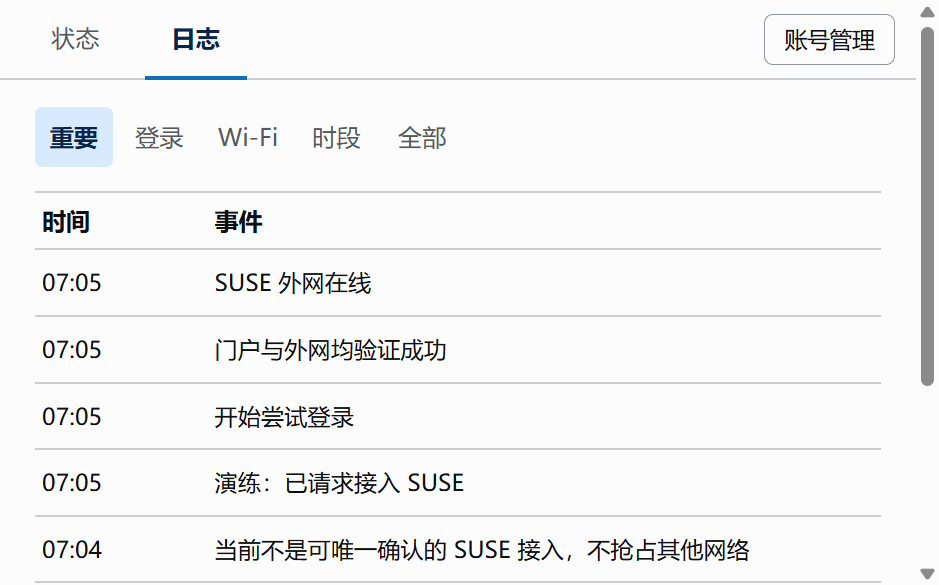 状态 日志 账号管理
重要 登录 Wi-Fi 时段 全部
时间 事件
07:05 SUSE 外网在线
07:05 门户与外网均验证成功
07:05 开始尝试登录
07:05 演练：已请求接入 SUSE
07:04 当前不是可唯一确认的 SUSE 接入，不抢占其他网络